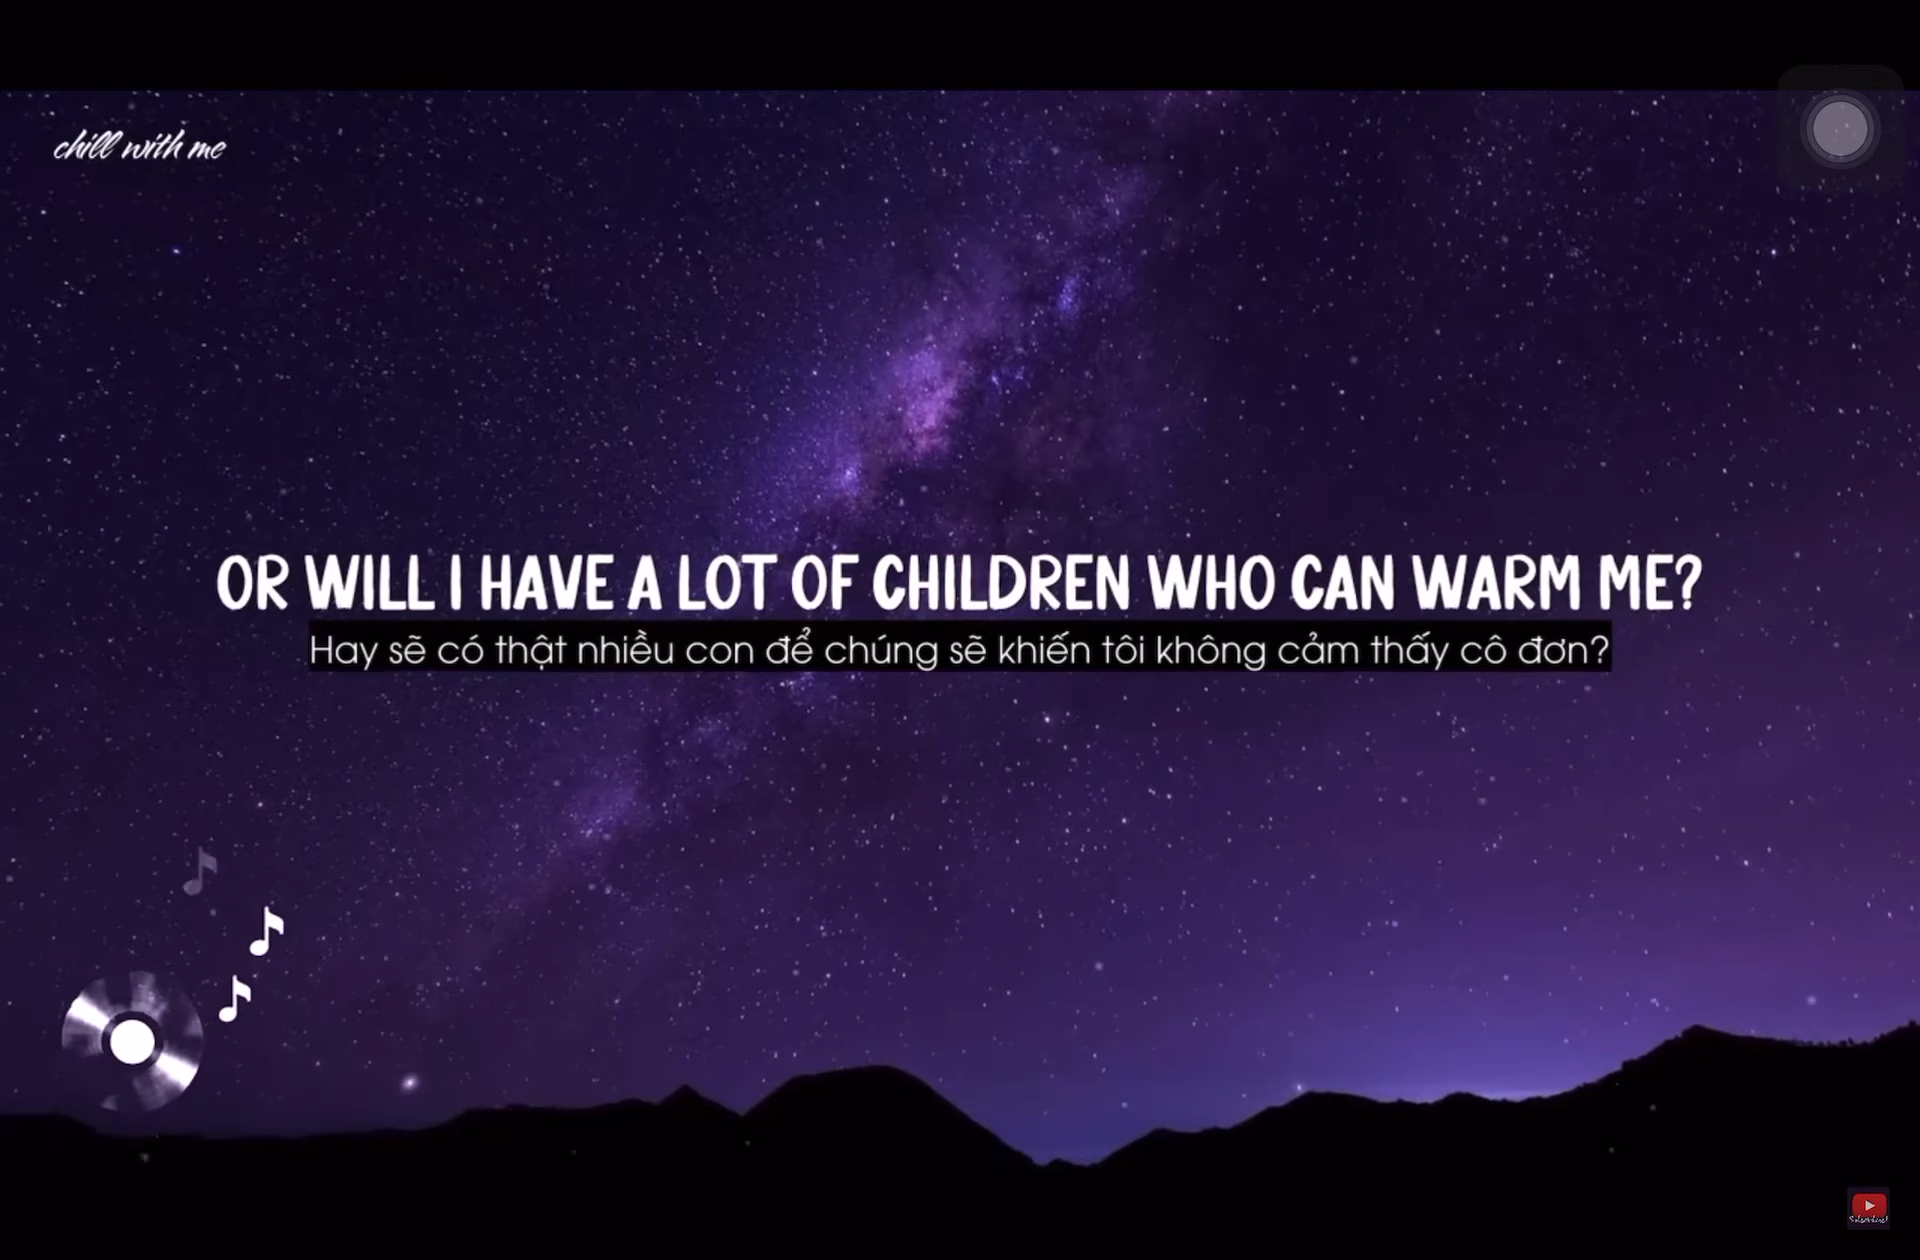 chill with me
OR WILL I HAVE A LOT OF CHILDREN WHO CAN WARM ME?
Hay sẽ có thật nhiều con để chúng sẽ khiến tôi không cảm thấy cô đơn?
Subscribe!